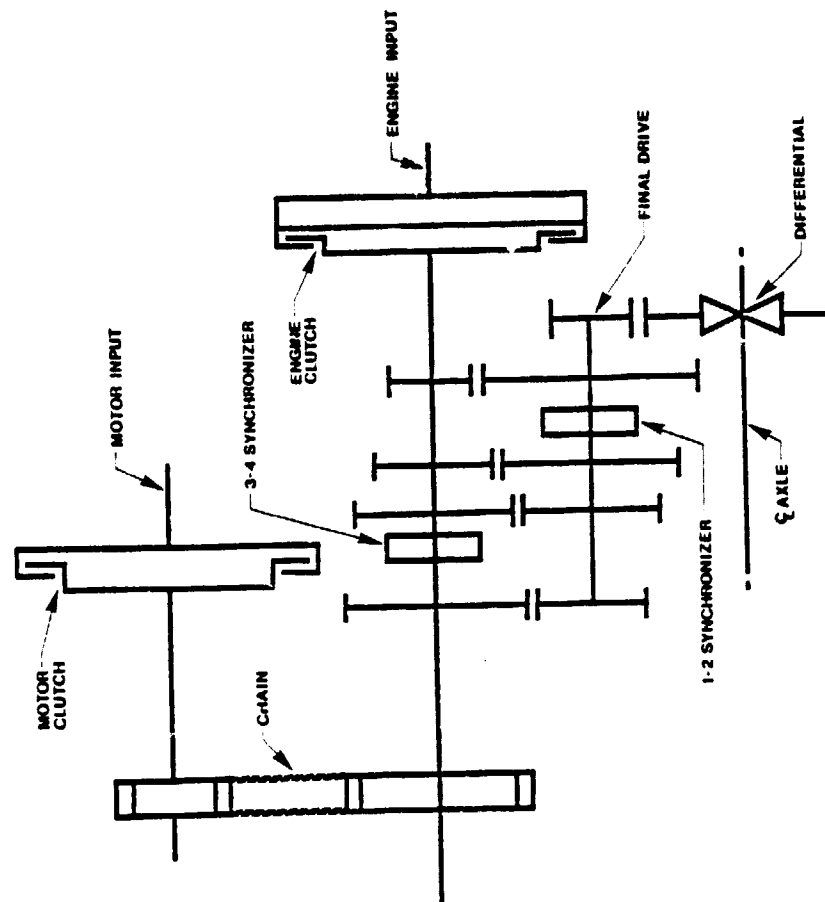 MOTOR INPUT
ENGINE INPUT
MOTOR
CLUTCH
3-4 SYNCHRONIZER
ENGINE
CLUTCH
CHAIN
FINAL DRIVE
DIFFERENTIAL
1-2 SYNCHRONIZER
℄ AXLE